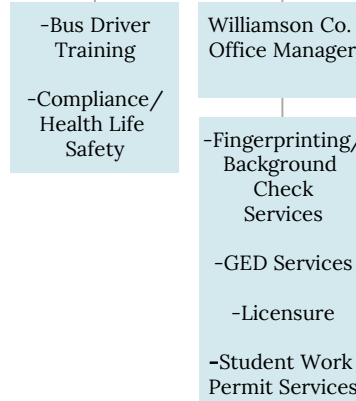 -Bus Driver
Training
-Compliance/
Health Life
Safety
Williamson Co.
Office Manager
-Fingerprinting/
Background
Check
Services
-GED Services
-Licensure
-Student Work
Permit Services